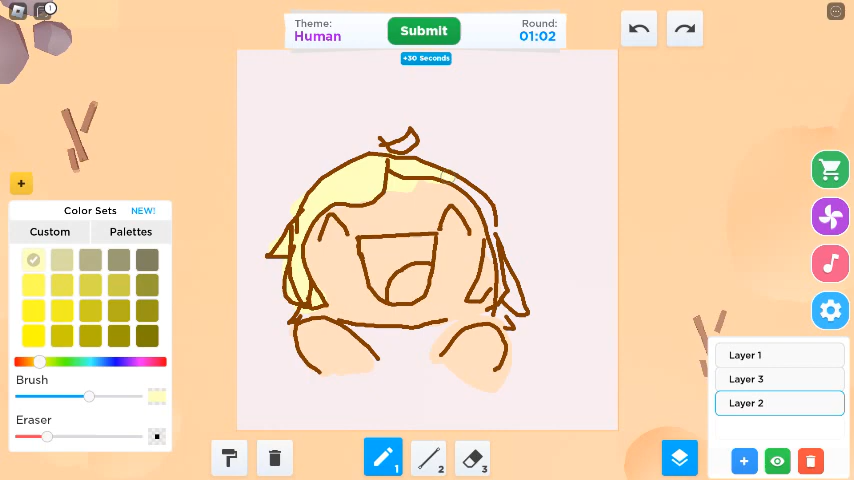 1
Theme:
Human
Submit
Round:
01:02
+30 Seconds
Color Sets NEW!
Custom Palettes
Brush
Eraser
1
2
3
Layer 1
Layer 3
Layer 2